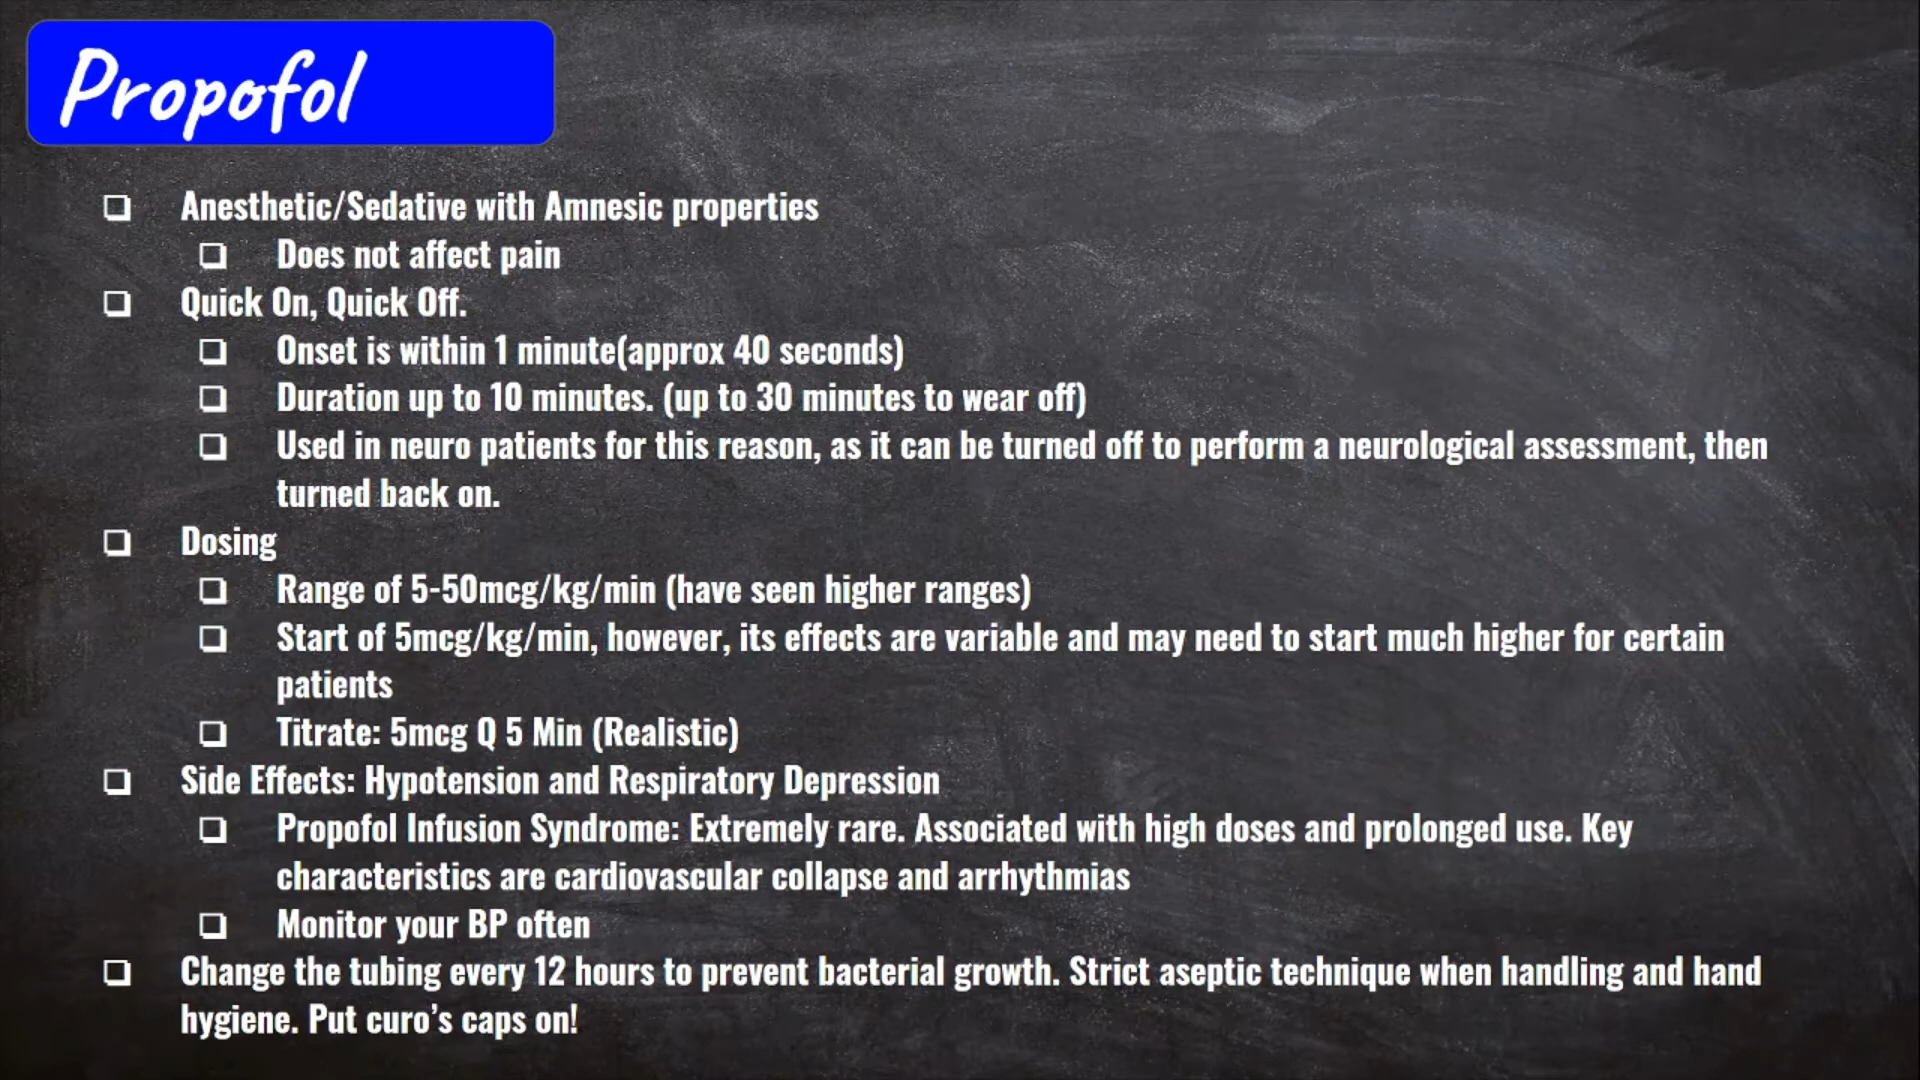 Propofol
Anesthetic/Sedative with Amnesic properties
Does not affect pain
Quick On, Quick Off.
Onset is within 1 minute(approx 40 seconds)
Duration up to 10 minutes. (up to 30 minutes to wear off)
Used in neuro patients for this reason, as it can be turned off to perform a neurological assessment, then
turned back on.
Dosing
Range of 5-50mcg/kg/min (have seen higher ranges)
Start of 5mcg/kg/min, however, its effects are variable and may need to start much higher for certain
patients
Titrate: 5mcg Q 5 Min (Realistic)
Side Effects: Hypotension and Respiratory Depression
Propofol Infusion Syndrome: Extremely rare. Associated with high doses and prolonged use. Key
characteristics are cardiovascular collapse and arrhythmias
Monitor your BP often
Change the tubing every 12 hours to prevent bacterial growth. Strict aseptic technique when handling and hand
hygiene. Put curo's caps on!